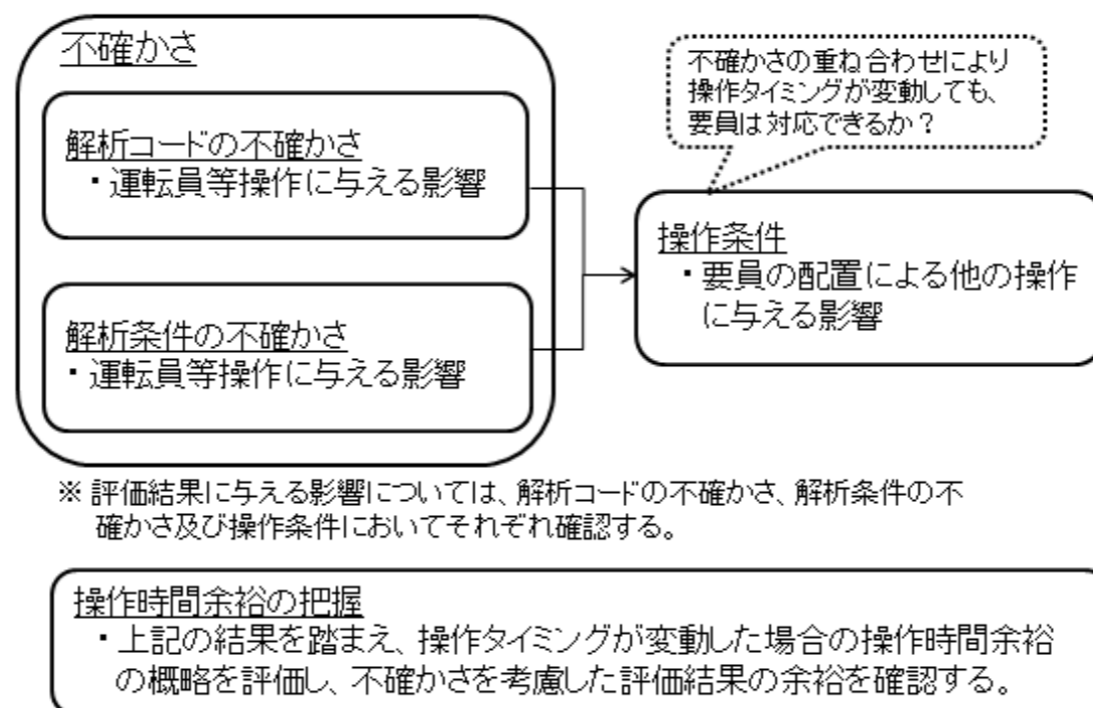 不確かさ
解析コードの不確かさ
・運転員等操作に与える影響
解析条件の不確かさ
・運転員等操作に与える影響
不確かさの重ね合わせにより
操作タイミングが変動しても、
要員は対応できるか？
操作条件
・要員の配置による他の操作
に与える影響
※ 評価結果に与える影響については、解析コードの不確かさ、解析条件の不
確かさ及び操作条件においてそれぞれ確認する。
操作時間余裕の把握
・上記の結果を踏まえ、操作タイミングが変動した場合の操作時間余裕
の概略を評価し、不確かさを考慮した評価結果の余裕を確認する。